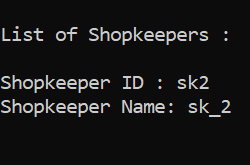 List of Shopkeepers :
Shopkeeper ID : sk2
Shopkeeper Name: sk_2